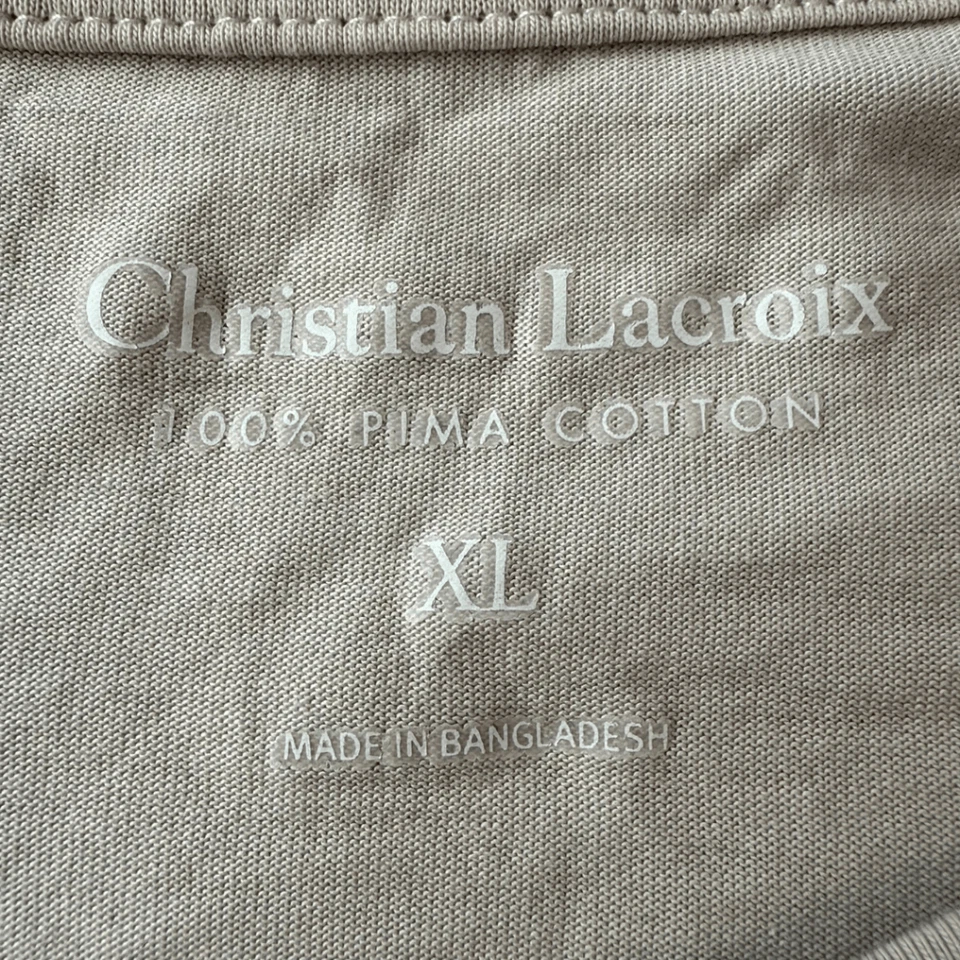 Christian Lacroix
100% PIMA COTTON
XL
MADE IN BANGLADESH